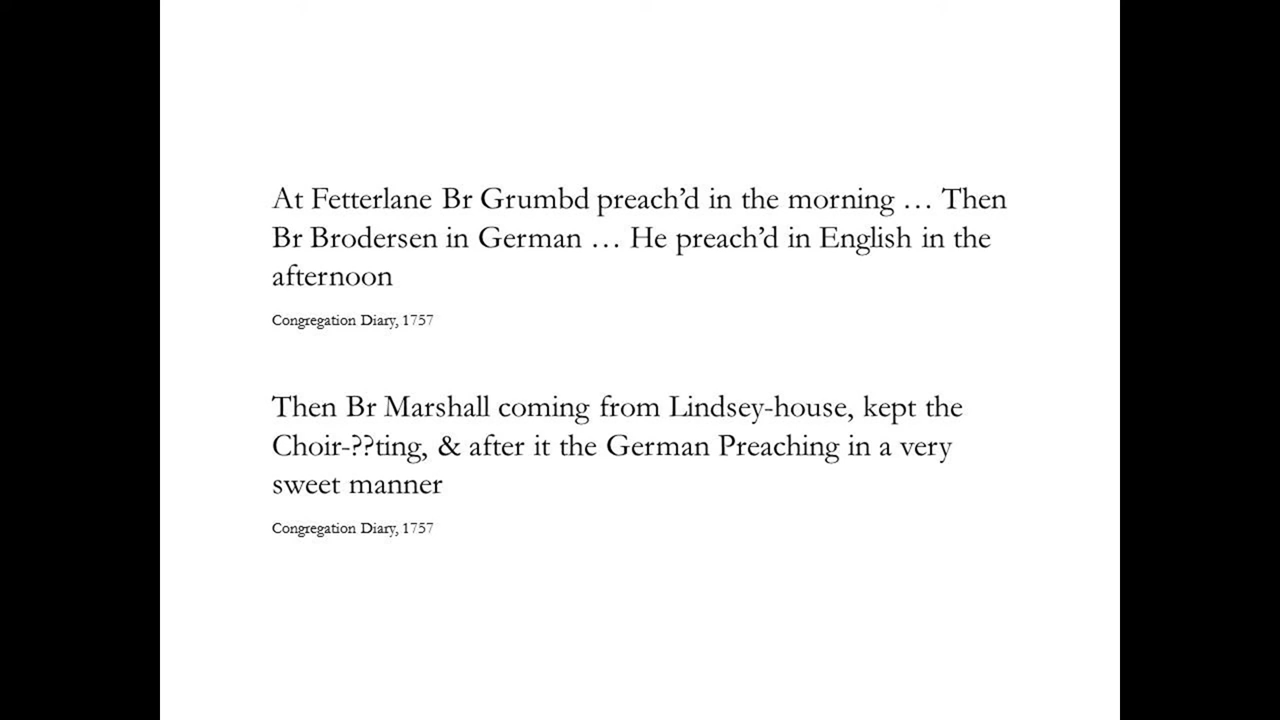 At Fetterlane Br Grumbd preach’d in the morning … Then
Br Brodersen in German … He preach’d in English in the
afternoon
Congregation Diary, 1757
Then Br Marshall coming from Lindsey-house, kept the
Choir-??ting, & after it the German Preaching in a very
sweet manner
Congregation Diary, 1757